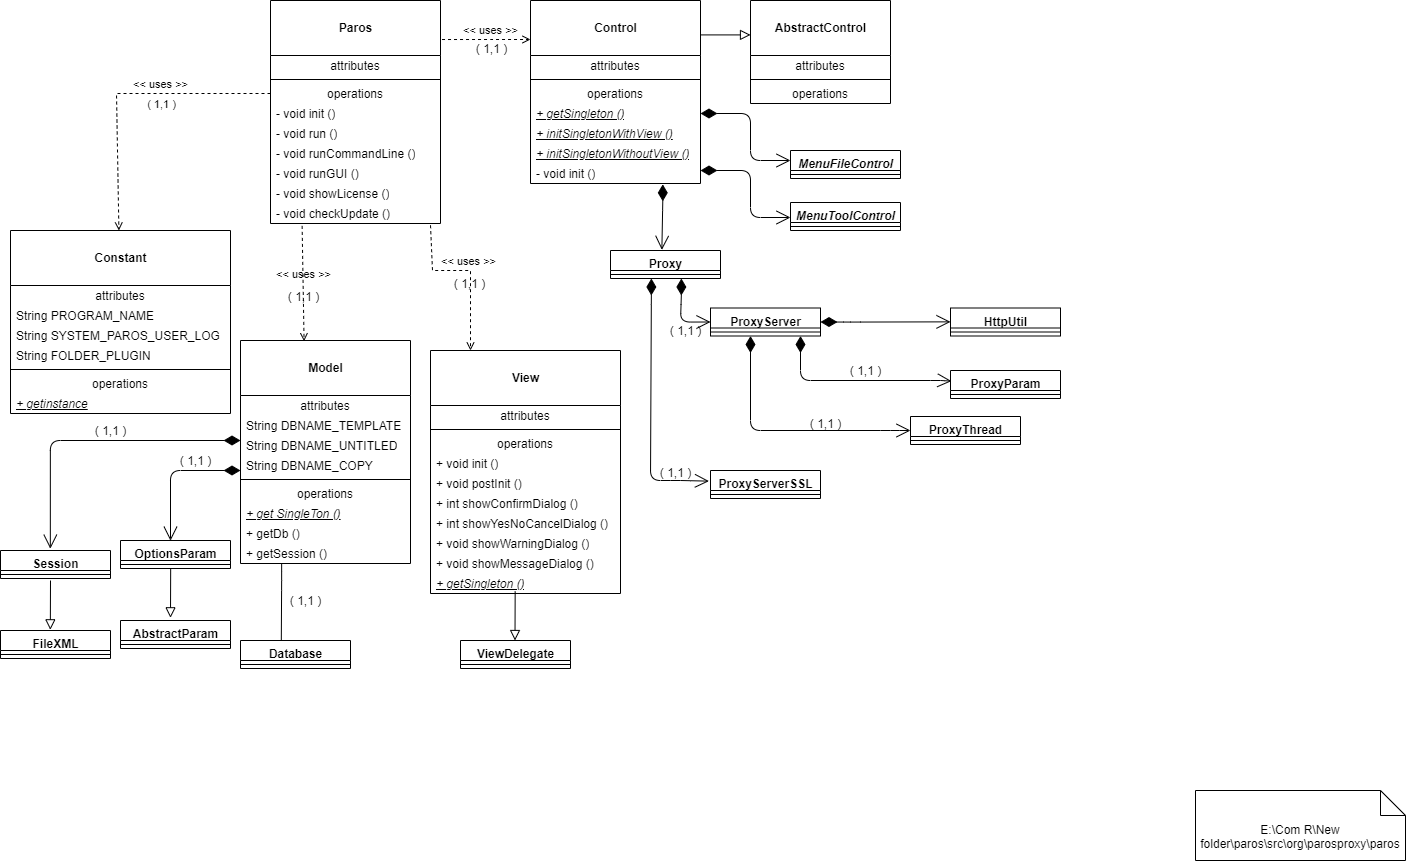 Paros
attributes
operations
- void init ()
- void run ()
- void runCommandLine ()
- void runGUI ()
- void showLicense ()
- void checkUpdate ()
<< uses >>
( 1,1 )
Control
attributes
operations
+ getSingleton ()
+ initSingletonWithView ()
+ initSingletonWithoutView ()
- void init ()
AbstractControl
attributes
operations
MenuFileControl
MenuToolControl
<< uses >>
( 1,1 )
Constant
attributes
String PROGRAM_NAME
String SYSTEM_PAROS_USER_LOG
String FOLDER_PLUGIN
operations
+ getinstance
<< uses >>
( 1,1 )
<< uses >>
( 1,1 )
Proxy
( 1,1 )
ProxyServer
HttpUtil
( 1,1 )
ProxyParam
( 1,1 )
ProxyThread
( 1,1 )
ProxyServerSSL
Model
attributes
String DBNAME_TEMPLATE
String DBNAME_UNTITLED
String DBNAME_COPY
operations
+ get SingleTon ()
+ getDb ()
+ getSession ()
View
attributes
operations
+ void init ()
+ void postInit ()
+ int showConfirmDialog ()
+ int showYesNoCancelDialog ()
+ void showWarningDialog ()
+ void showMessageDialog ()
+ getSingleton ()
( 1,1 )
( 1,1 )
Session
OptionsParam
( 1,1 )
FileXML
AbstractParam
Database
ViewDelegate
E:\Com R\New
folder\paros\src\org\parosproxy\paros